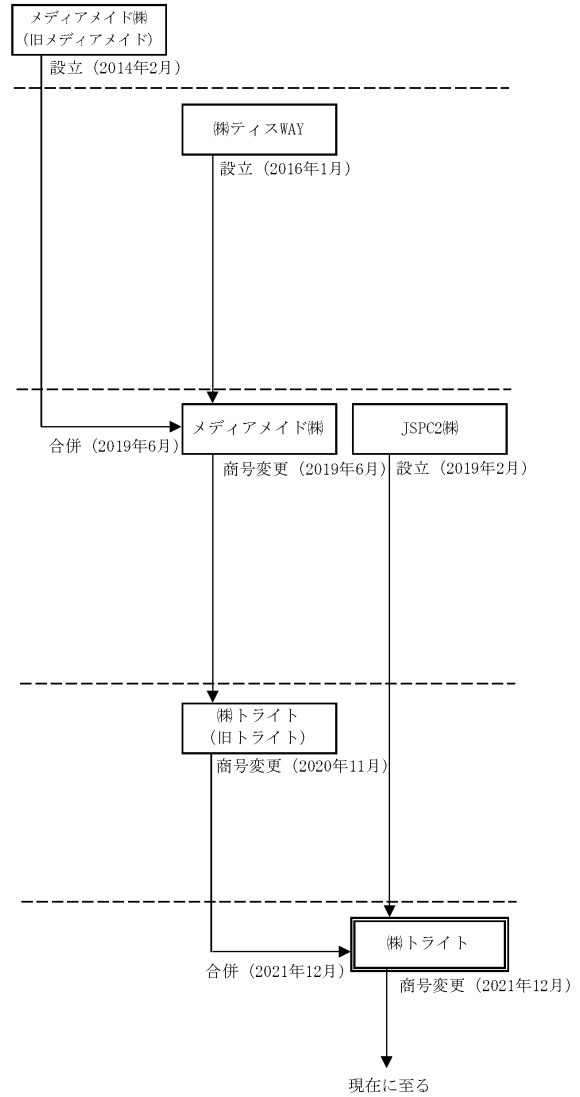 メディアメイド㈱
（旧メディアメイド）
設立（2014年2月）
㈱ティスWAY
設立（2016年1月）
メディアメイド㈱
JSPC2㈱
合併（2019年6月）
商号変更（2019年6月）
設立（2019年2月）
㈱トライト
（旧トライト）
商号変更（2020年11月）
㈱トライト
合併（2021年12月）
商号変更（2021年12月）
現在に至る